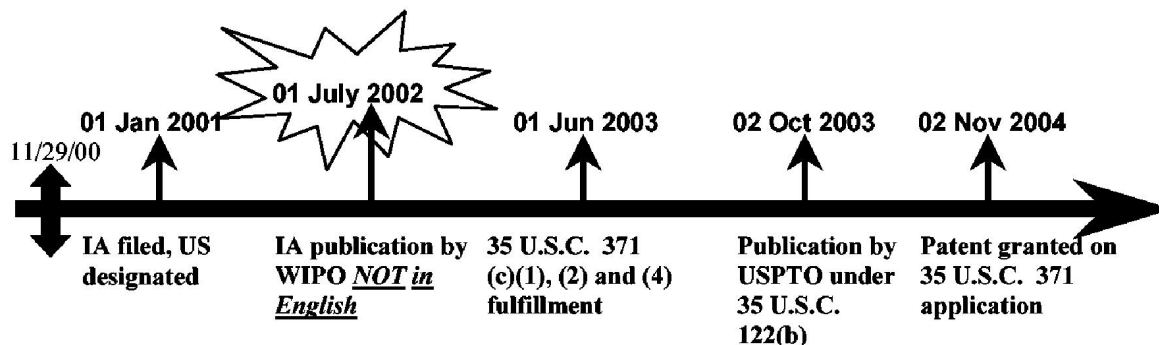 01 July 2002
01 Jan 2001
01 Jun 2003
02 Oct 2003
02 Nov 2004
11/29/00
IA filed, US
designated
IA publication by
WIPO NOT in
English
35 U.S.C. 371
(c)(1), (2) and (4)
fulfillment
Publication by
USPTO under
35 U.S.C.
122(b)
Patent granted on
35 U.S.C. 371
application